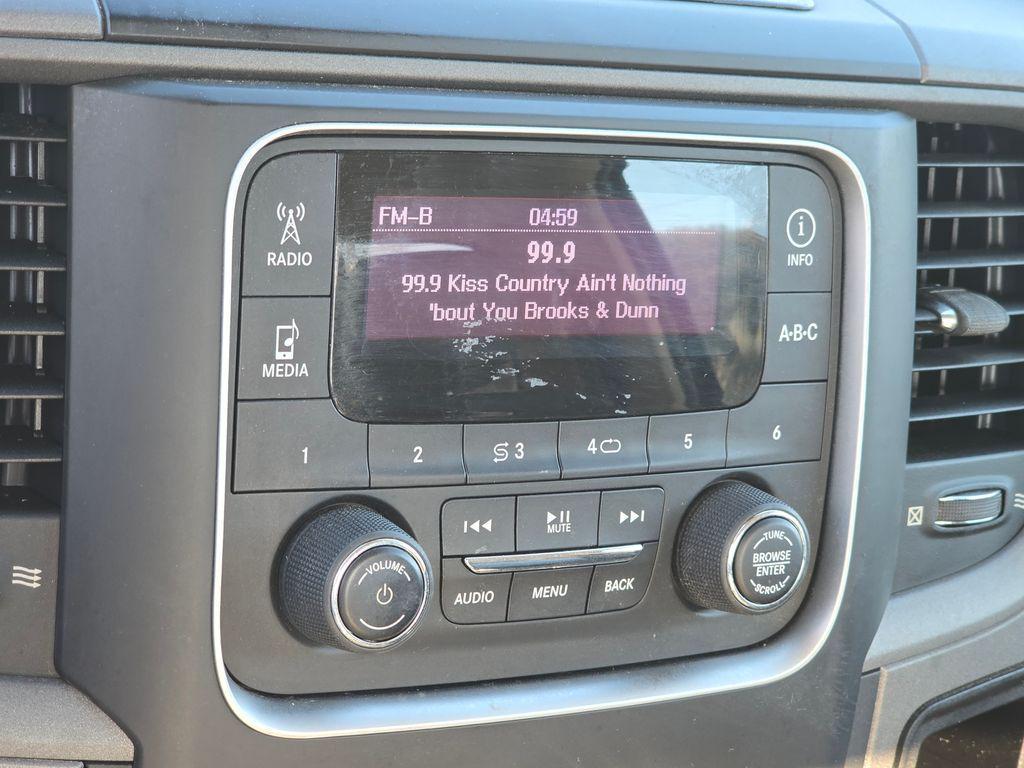 FM-B 04:59
99.9
99.9 Kiss Country Ain't Nothing
'bout You Brooks & Dunn
RADIO
MEDIA
i
INFO
A·B·C
1 2 3 4 5 6
MUTE
AUDIO MENU BACK
VOLUME
TUNE
BROWSE
ENTER
SCROLL